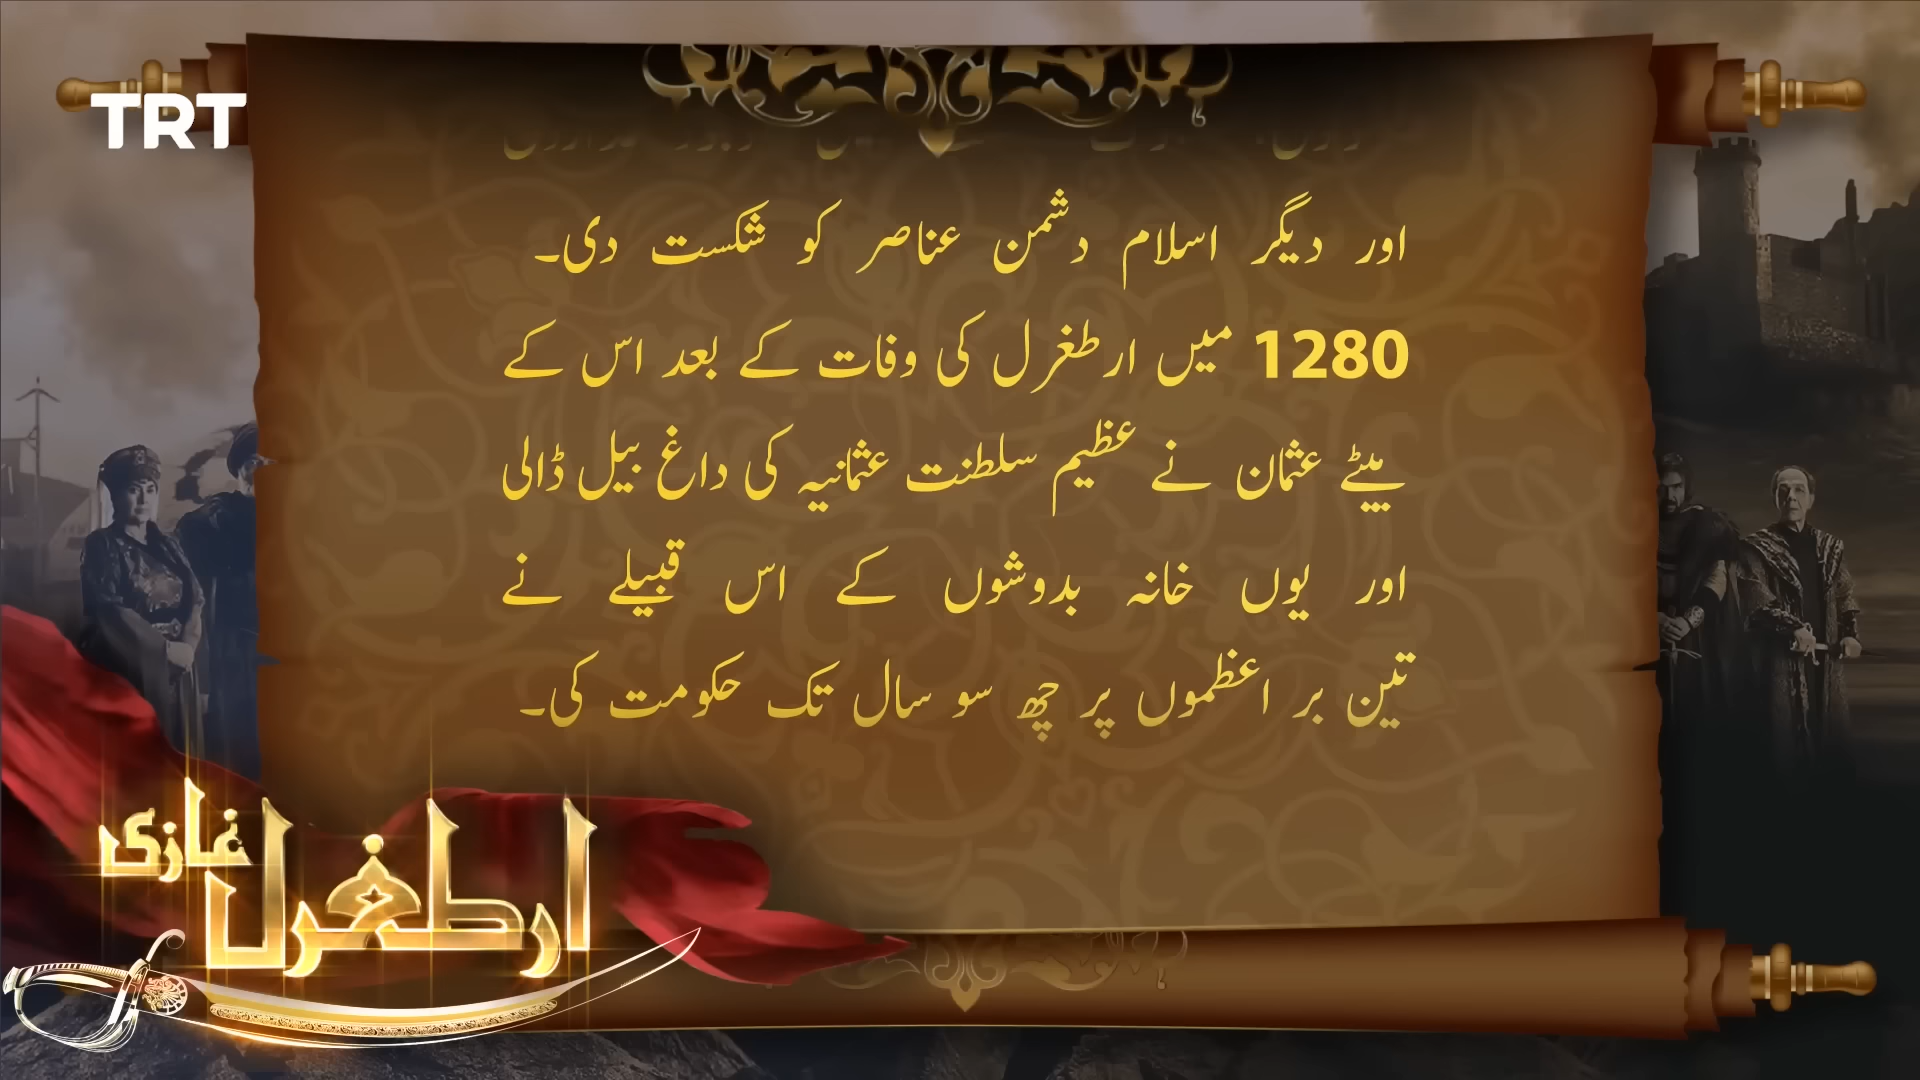 TRT
اور دیگر اسلام دشمن عناصر کو شکست دی۔
1280 میں ارطغرل کی وفات کے بعد اس کے
بیٹے عثمان نے عظیم سلطنت عثمانیہ کی داغ بیل ڈالی
اور یوں خانہ بدوشوں کے اس قبیلے نے
تین بر اعظموں پر چھ سو سال تک حکومت کی۔
ارطغرل غازی